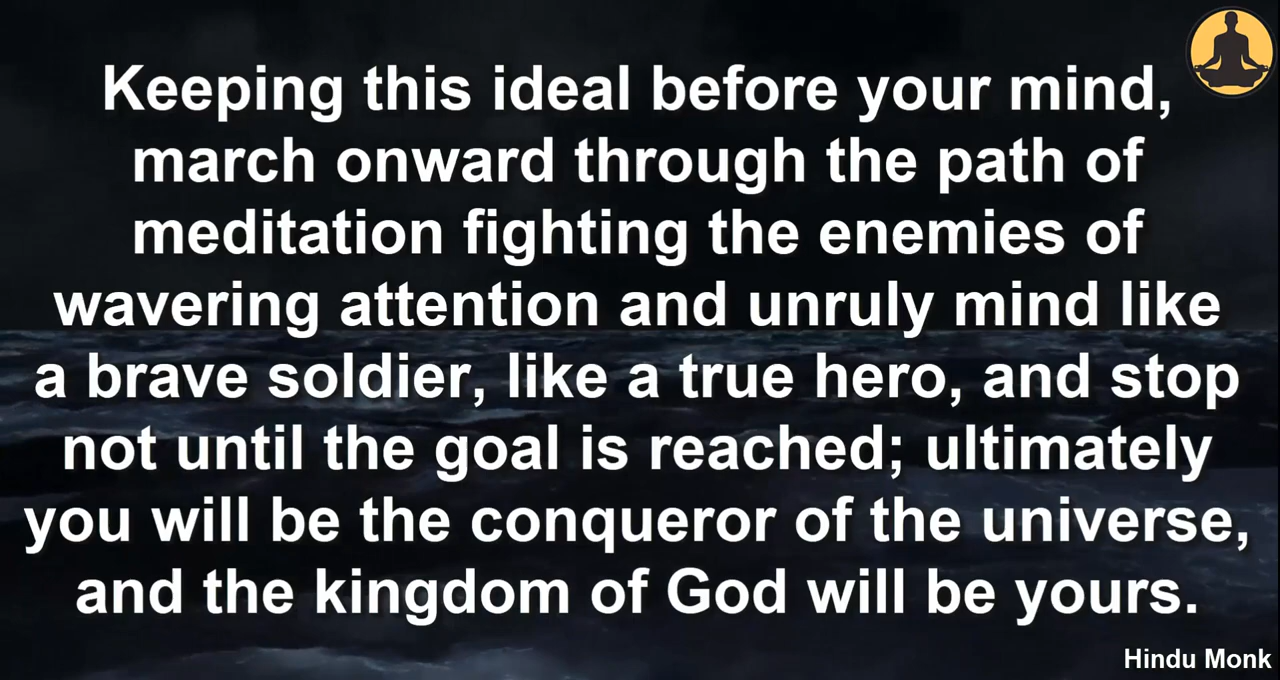 Keeping this ideal before your mind,
march onward through the path of
meditation fighting the enemies of
wavering attention and unruly mind like
a brave soldier, like a true hero, and stop
not until the goal is reached; ultimately
you will be the conqueror of the universe,
and the kingdom of God will be yours.
Hindu Monk